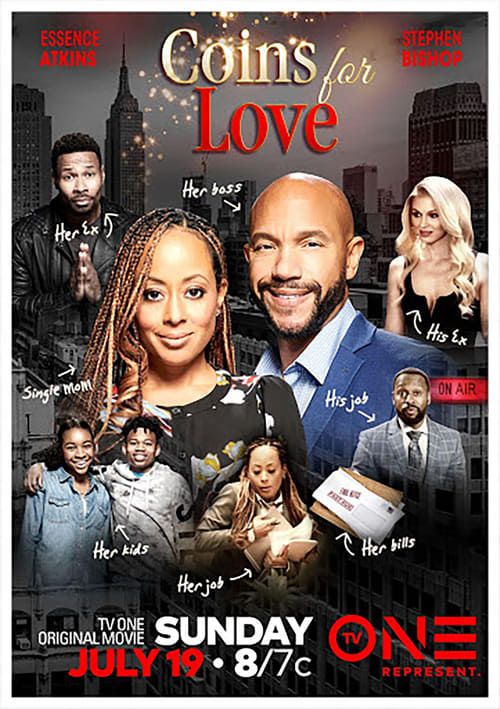 ESSENCE
ATKINS
STEPHEN
BISHOP
Coins for
Love
Her boss
Her Ex
His Ex
Single mom
His job
ON AIR
Her kids
Her bills
Her job
TV ONE
ORIGINAL MOVIE
SUNDAY
JULY 19 • 8/7c
TV ONE
REPRESENT.